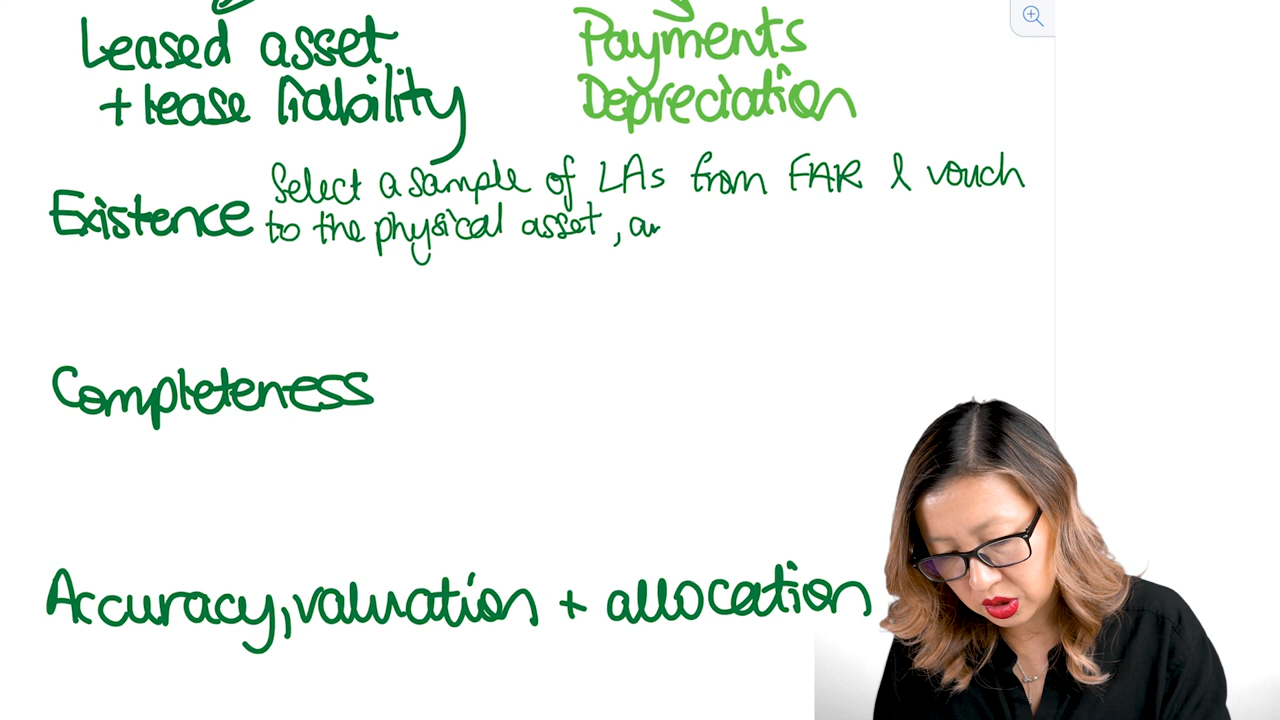 Leased asset
+ lease liability
Payments
Depreciation
Existence
Select a sample of LAs from FAR & vouch
to the physical asset, an
Completeness
Accuracy, valuation + allocation